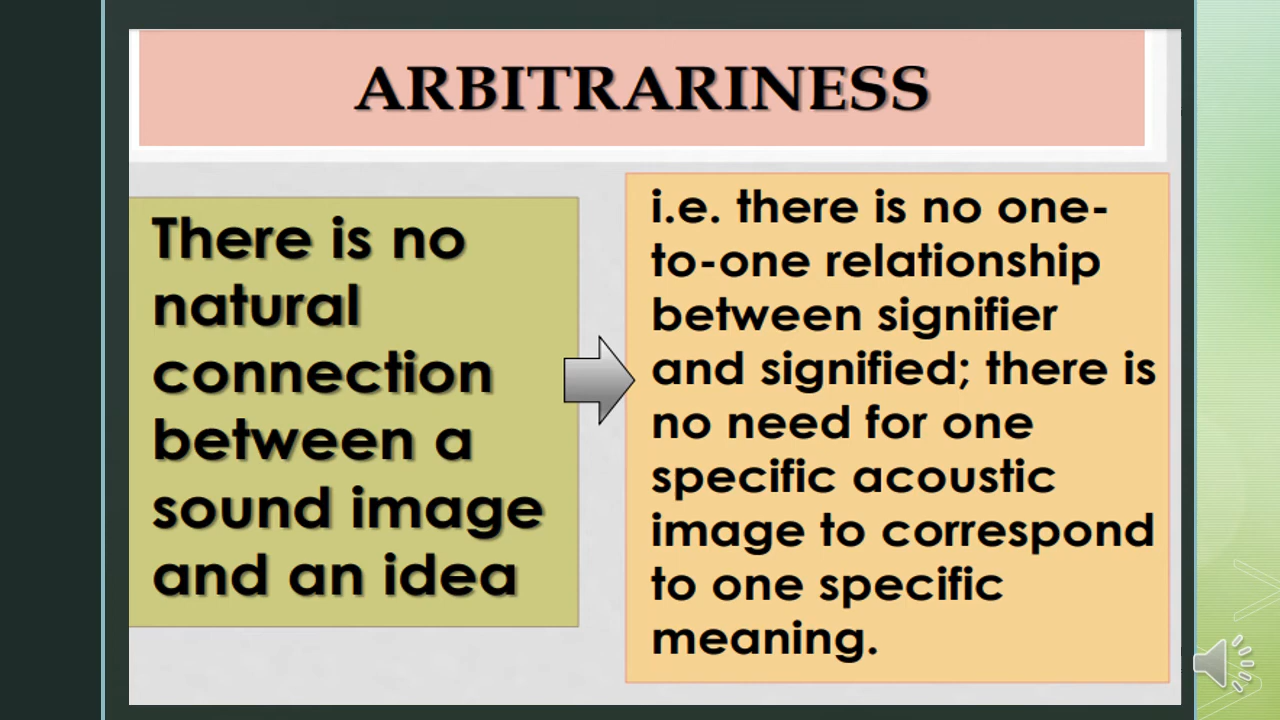 ARBITRARINESS
There is no
natural
connection
between a
sound image
and an idea
i.e. there is no one-
to-one relationship
between signifier
and signified; there is
no need for one
specific acoustic
image to correspond
to one specific
meaning.